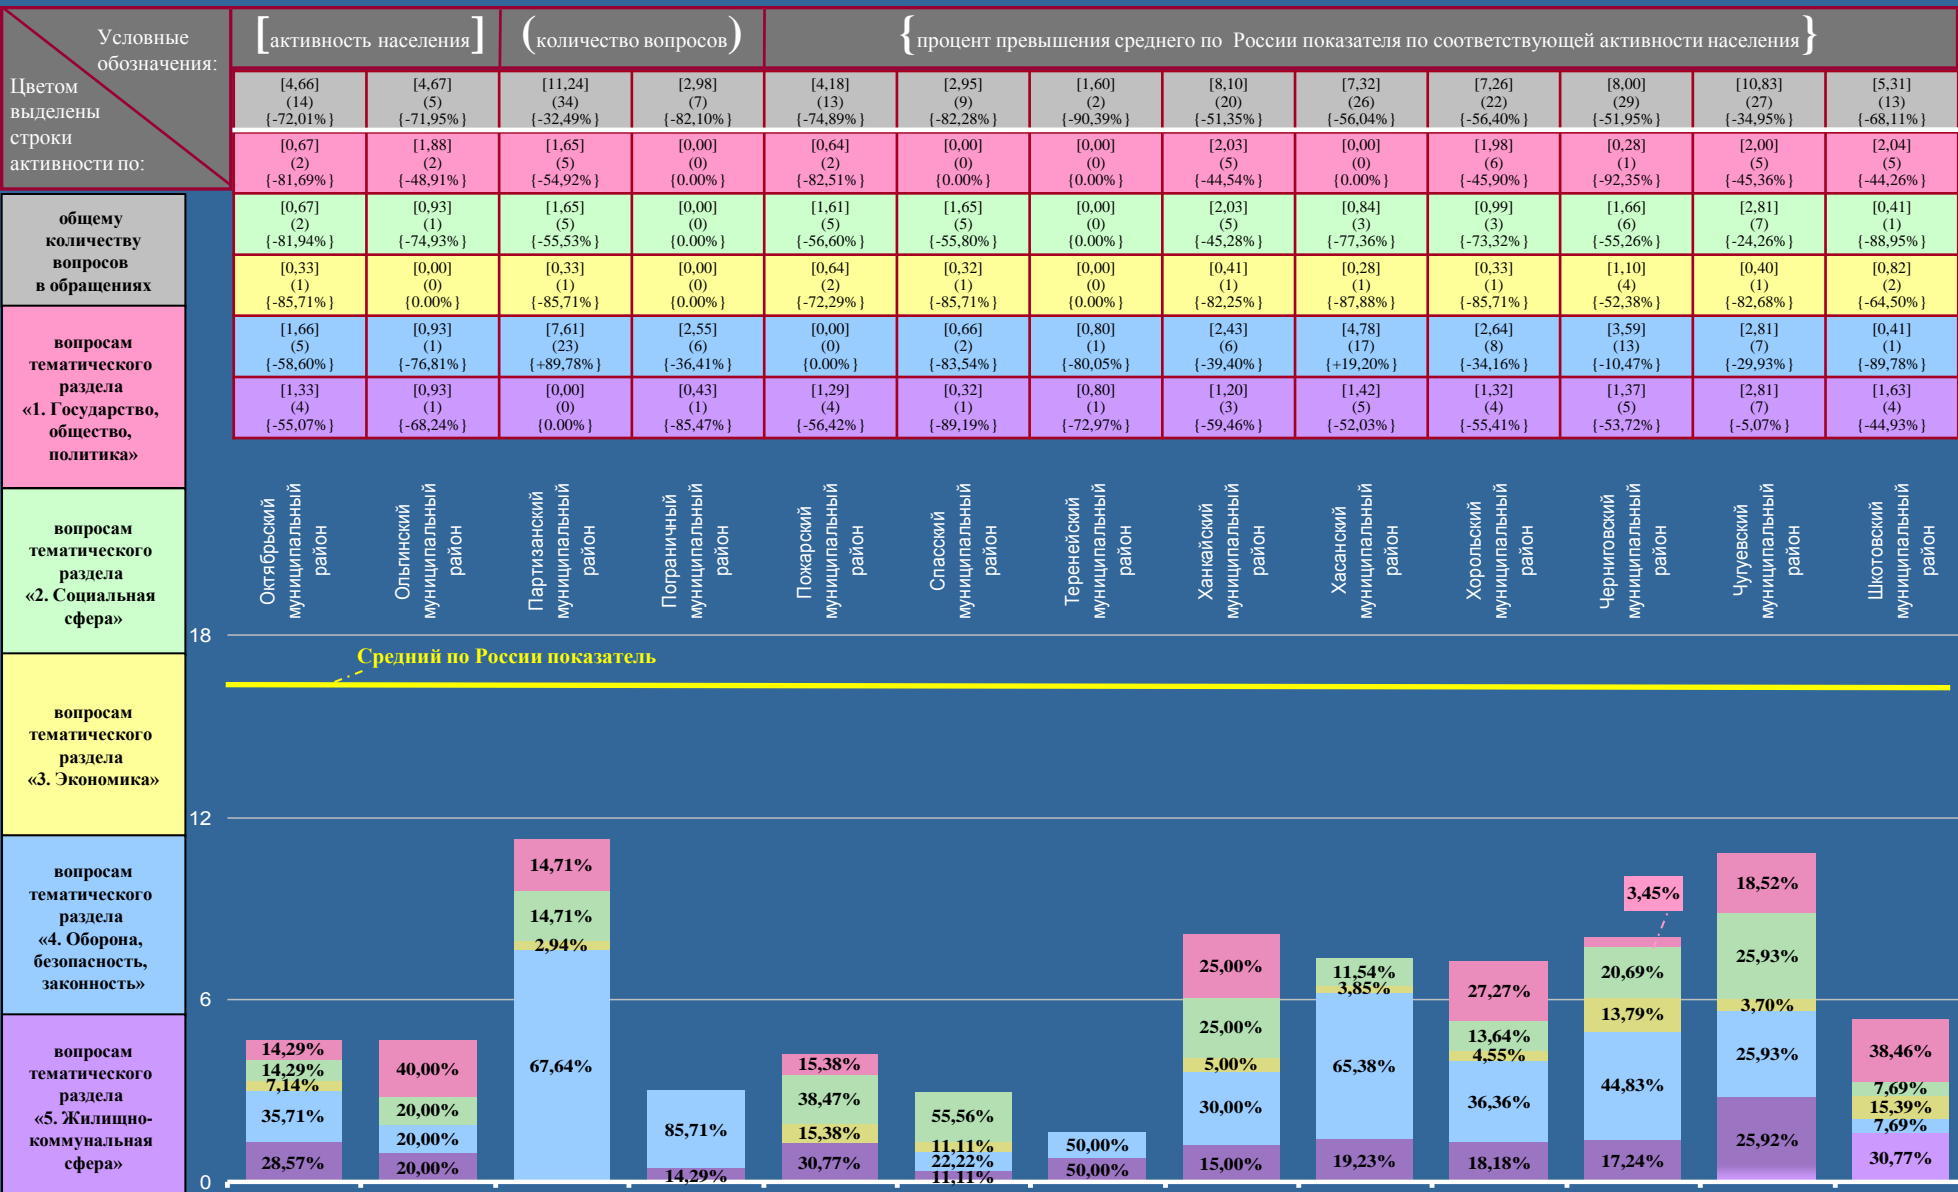 Условные
обозначения:
Цветом
выделены
строки
активности по:
[активность населения]
(количество вопросов)
{процент превышения среднего по России показателя по соответствующей активности населения}
[4,66] [4,67] [11,24] [2,98] [4,18] [2,95] [1,60] [8,10] [7,32] [7,26] [8,00] [10,83] [5,31]
(14) (5) (34) (7) (13) (9) (2) (20) (26) (22) (29) (27) (13)
{-72,01%} {-71,95%} {-32,49%} {-82,10%} {-74,89%} {-82,28%} {-90,39%} {-51,35%} {-56,04%} {-56,40%} {-51,95%} {-34,95%} {-68,11%}
[0,67] [1,88] [1,65] [0,00] [0,64] [0,00] [0,00] [2,03] [0,00] [1,98] [0,28] [2,00] [2,04]
(2) (2) (5) (0) (2) (0) (0) (5) (0) (6) (1) (5) (5)
{-81,69%} {-48,91%} {-54,92%} {0.00%} {-82,51%} {0.00%} {0.00%} {-44,54%} {0.00%} {-45,90%} {-92,35%} {-45,36%} {-44,26%}
[0,67] [0,93] [1,65] [0,00] [1,61] [1,65] [0,00] [2,03] [0,84] [0,99] [1,66] [2,81] [0,41]
(2) (1) (5) (0) (5) (5) (0) (5) (3) (3) (6) (7) (1)
{-81,94%} {-74,93%} {-55,53%} {0.00%} {-56,60%} {-55,80%} {0.00%} {-45,28%} {-77,36%} {-73,32%} {-55,26%} {-24,26%} {-88,95%}
[0,33] [0,00] [0,33] [0,00] [0,64] [0,32] [0,00] [0,41] [0,28] [0,33] [1,10] [0,40] [0,82]
(1) (0) (1) (0) (2) (1) (0) (1) (1) (1) (4) (1) (2)
{-85,71%} {0.00%} {-85,71%} {0.00%} {-72,29%} {-85,71%} {0.00%} {-82,25%} {-87,88%} {-85,71%} {-52,38%} {-82,68%} {-64,50%}
[1,66] [0,93] [7,61] [2,55] [0,00] [0,66] [0,80] [2,43] [4,78] [2,64] [3,59] [2,81] [0,41]
(5) (1) (23) (6) (0) (2) (1) (6) (17) (8) (13) (7) (1)
{-58,60%} {-76,81%} {+89,78%} {-36,41%} {0.00%} {-83,54%} {-80,05%} {-39,40%} {+19,20%} {-34,16%} {-10,47%} {-29,93%} {-89,78%}
[1,33] [0,93] [0,00] [0,43] [1,29] [0,32] [0,80] [1,20] [1,42] [1,32] [1,37] [2,81] [1,63]
(4) (1) (0) (1) (4) (1) (1) (3) (5) (4) (5) (7) (4)
{-55,07%} {-68,24%} {0.00%} {-85,47%} {-56,42%} {-89,19%} {-72,97%} {-59,46%} {-52,03%} {-55,41%} {-53,72%} {-5,07%} {-44,93%}
общему
количеству
вопросов
в обращениях
вопросам
тематического
раздела
«1. Государство,
общество,
политика»
вопросам
тематического
раздела
«2. Социальная
сфера»
вопросам
тематического
раздела
«3. Экономика»
вопросам
тематического
раздела
«4. Оборона,
безопасность,
законность»
вопросам
тематического
раздела
«5. Жилищно-
коммунальная
сфера»
Октябрьский
муниципальный
район
Ольгинский
муниципальный
район
Партизанский
муниципальный
район
Пограничный
муниципальный
район
Пожарский
муниципальный
район
Спасский
муниципальный
район
Теренейский
муниципальный
район
Ханкайский
муниципальный
район
Хасанский
муниципальный
район
Хорольский
муниципальный
район
Черниговский
муниципальный
район
Чугуевский
муниципальный
район
Шкотовский
муниципальный
район
18
Средний по России показатель
12
6
0
14,29%
14,29%
7,14%
35,71%
28,57%
40,00%
20,00%
20,00%
20,00%
14,71%
14,71%
2,94%
67,64%
85,71%
14,29%
15,38%
38,47%
15,38%
30,77%
55,56%
11,11%
22,22%
11,11%
50,00%
50,00%
25,00%
25,00%
5,00%
30,00%
15,00%
11,54%
3,85%
65,38%
19,23%
27,27%
13,64%
4,55%
36,36%
18,18%
3,45%
20,69%
13,79%
44,83%
17,24%
18,52%
25,93%
3,70%
25,93%
25,92%
38,46%
7,69%
15,39%
7,69%
30,77%